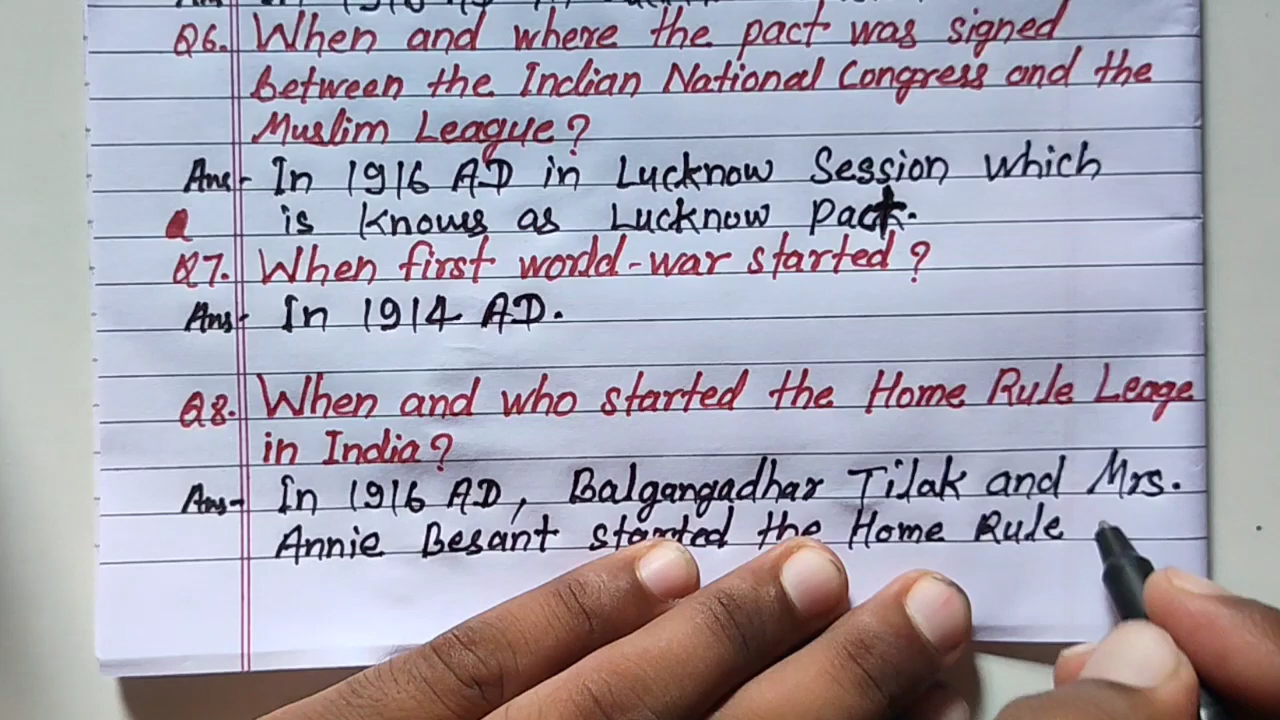 Q6. When and where the pact was signed
between the Indian National Congress and the
Muslim League?
Ans- In 1916 AD in Lucknow Session which
is knows as Lucknow pact.
Q7. When first world-war started?
Ans- In 1914 AD.
Q8. When and who started the Home Rule Leage
in India?
Ans- In 1916 AD, Balgangadhar Tilak and Mrs.
Annie Besant started the Home Rule